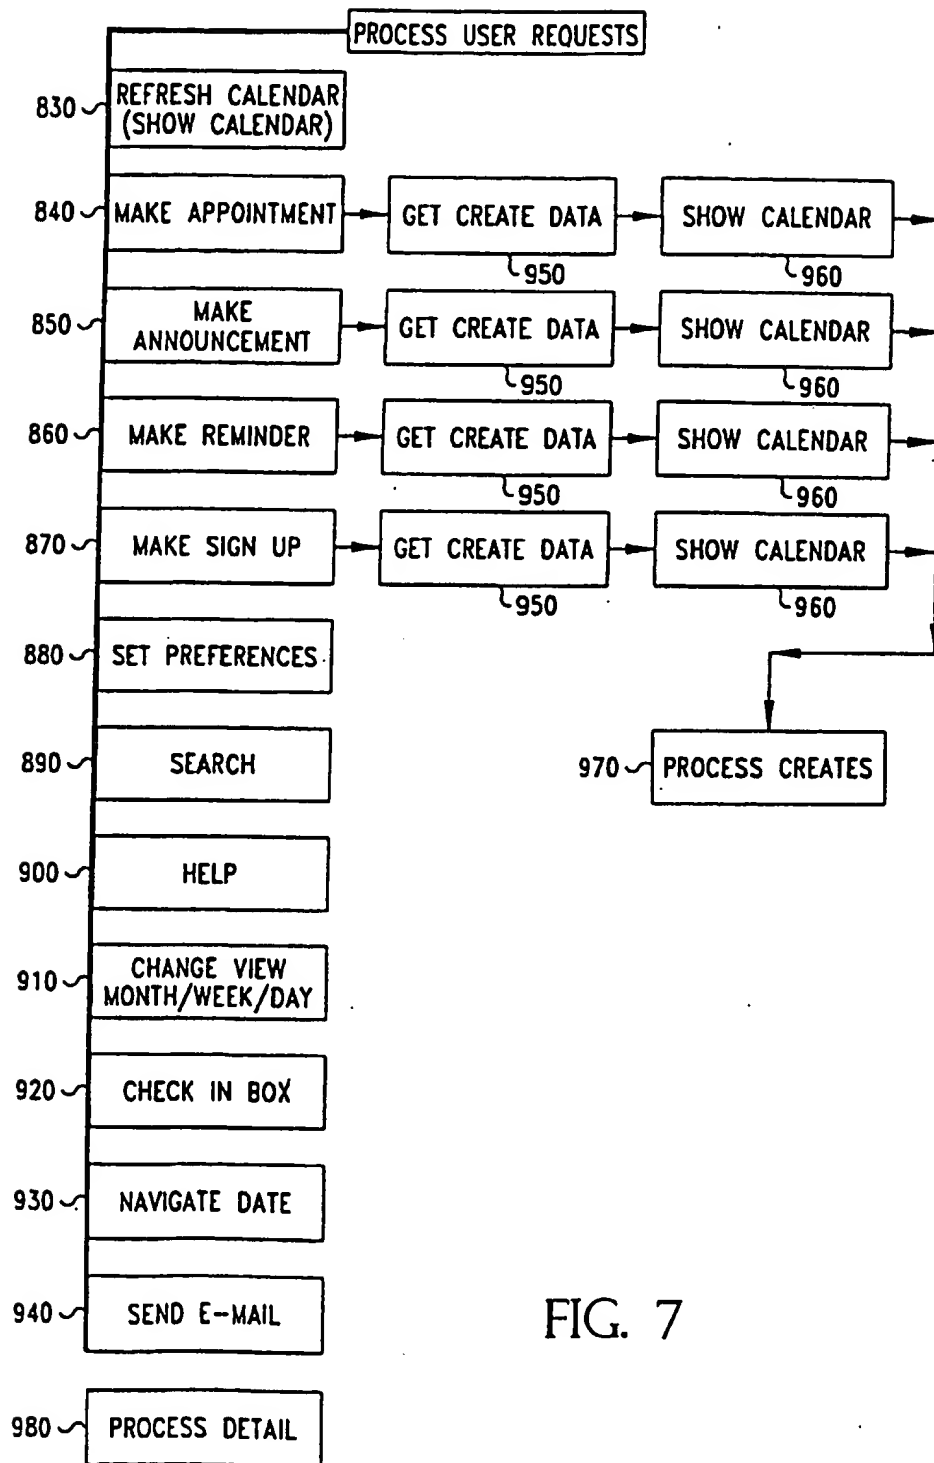 PROCESS USER REQUESTS
830
REFRESH CALENDAR
(SHOW CALENDAR)
840
MAKE APPOINTMENT
GET CREATE DATA
SHOW CALENDAR
950
960
850
MAKE
ANNOUNCEMENT
GET CREATE DATA
SHOW CALENDAR
950
960
860
MAKE REMINDER
GET CREATE DATA
SHOW CALENDAR
950
960
870
MAKE SIGN UP
GET CREATE DATA
SHOW CALENDAR
950
960
880
SET PREFERENCES
890
SEARCH
970
PROCESS CREATES
900
HELP
910
CHANGE VIEW
MONTH/WEEK/DAY
920
CHECK IN BOX
930
NAVIGATE DATE
940
SEND E-MAIL
FIG. 7
980
PROCESS DETAIL